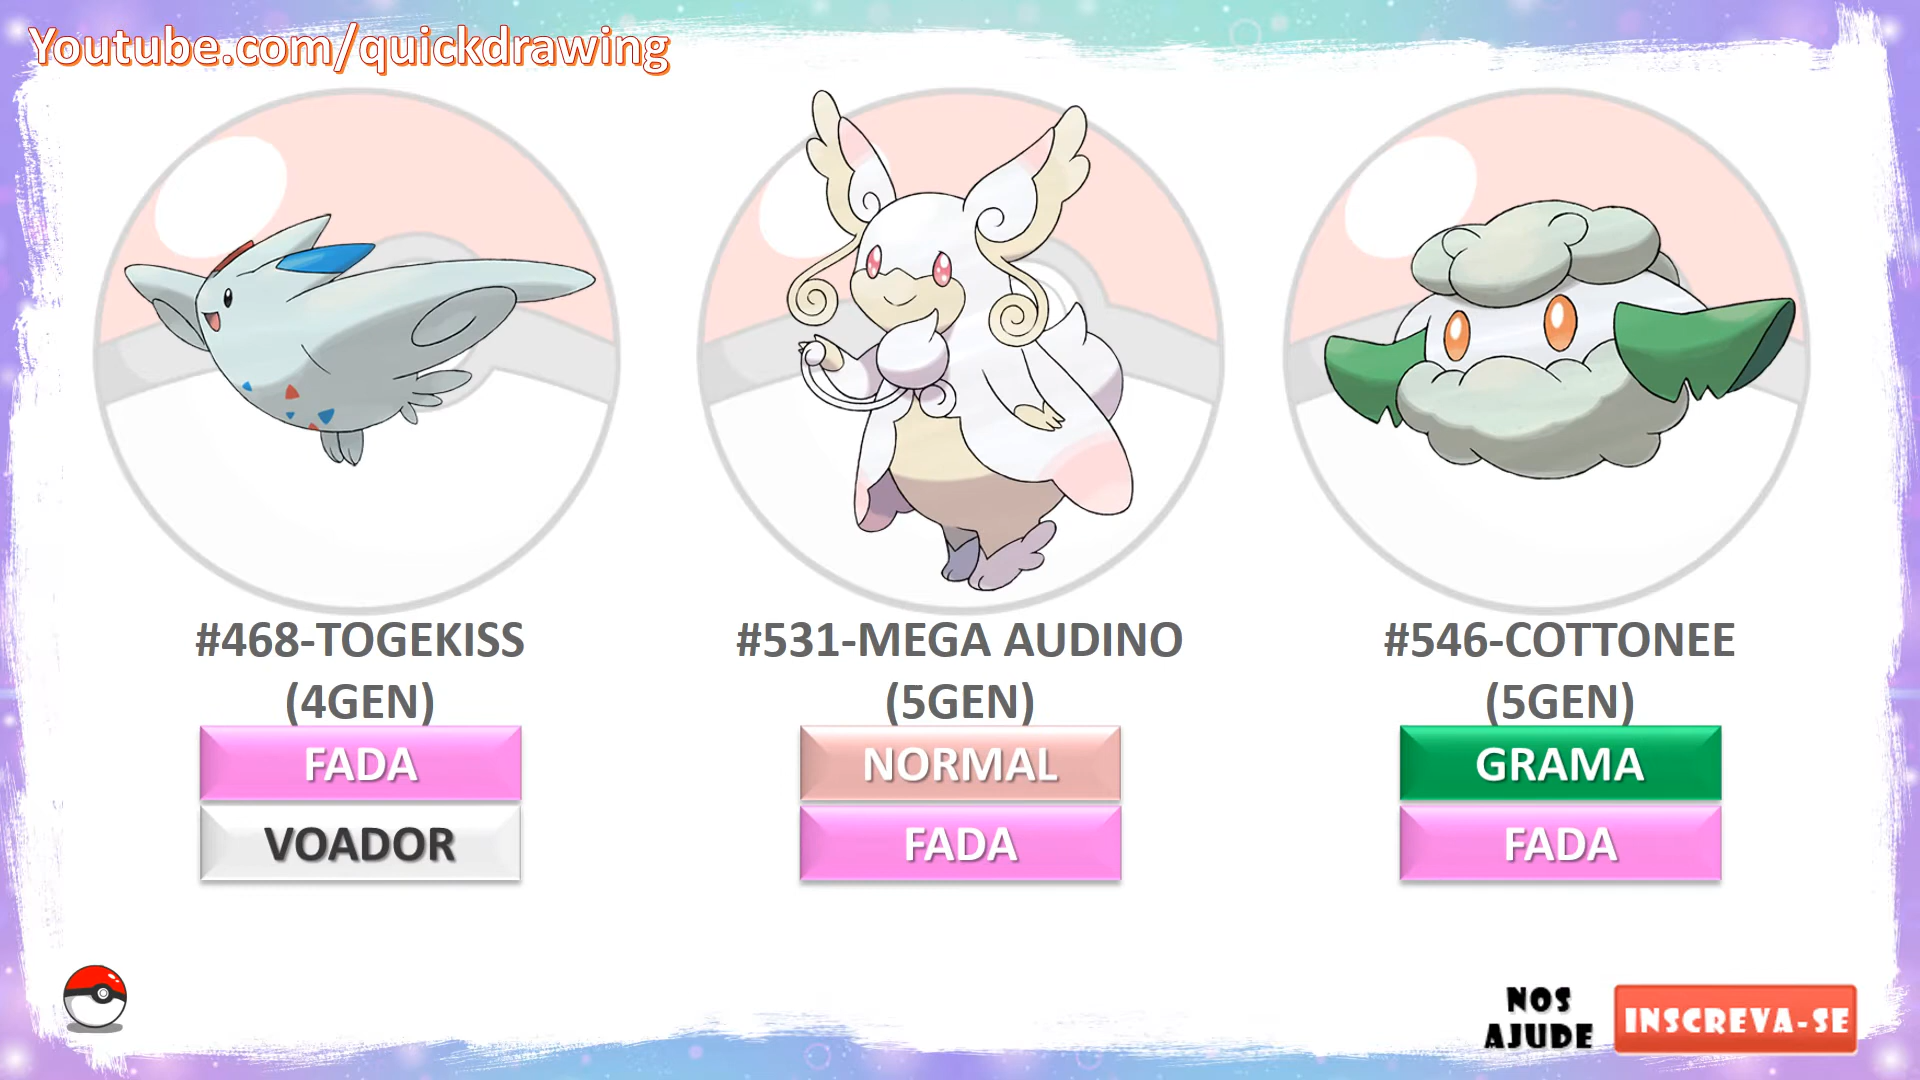 Youtube.com/quickdrawing
#468-TOGEKISS
(4GEN)
FADA
VOADOR
#531-MEGA AUDINO
(5GEN)
NORMAL
FADA
#546-COTTONEE
(5GEN)
GRAMA
FADA
NOS
AJUDE
INSCREVA-SE